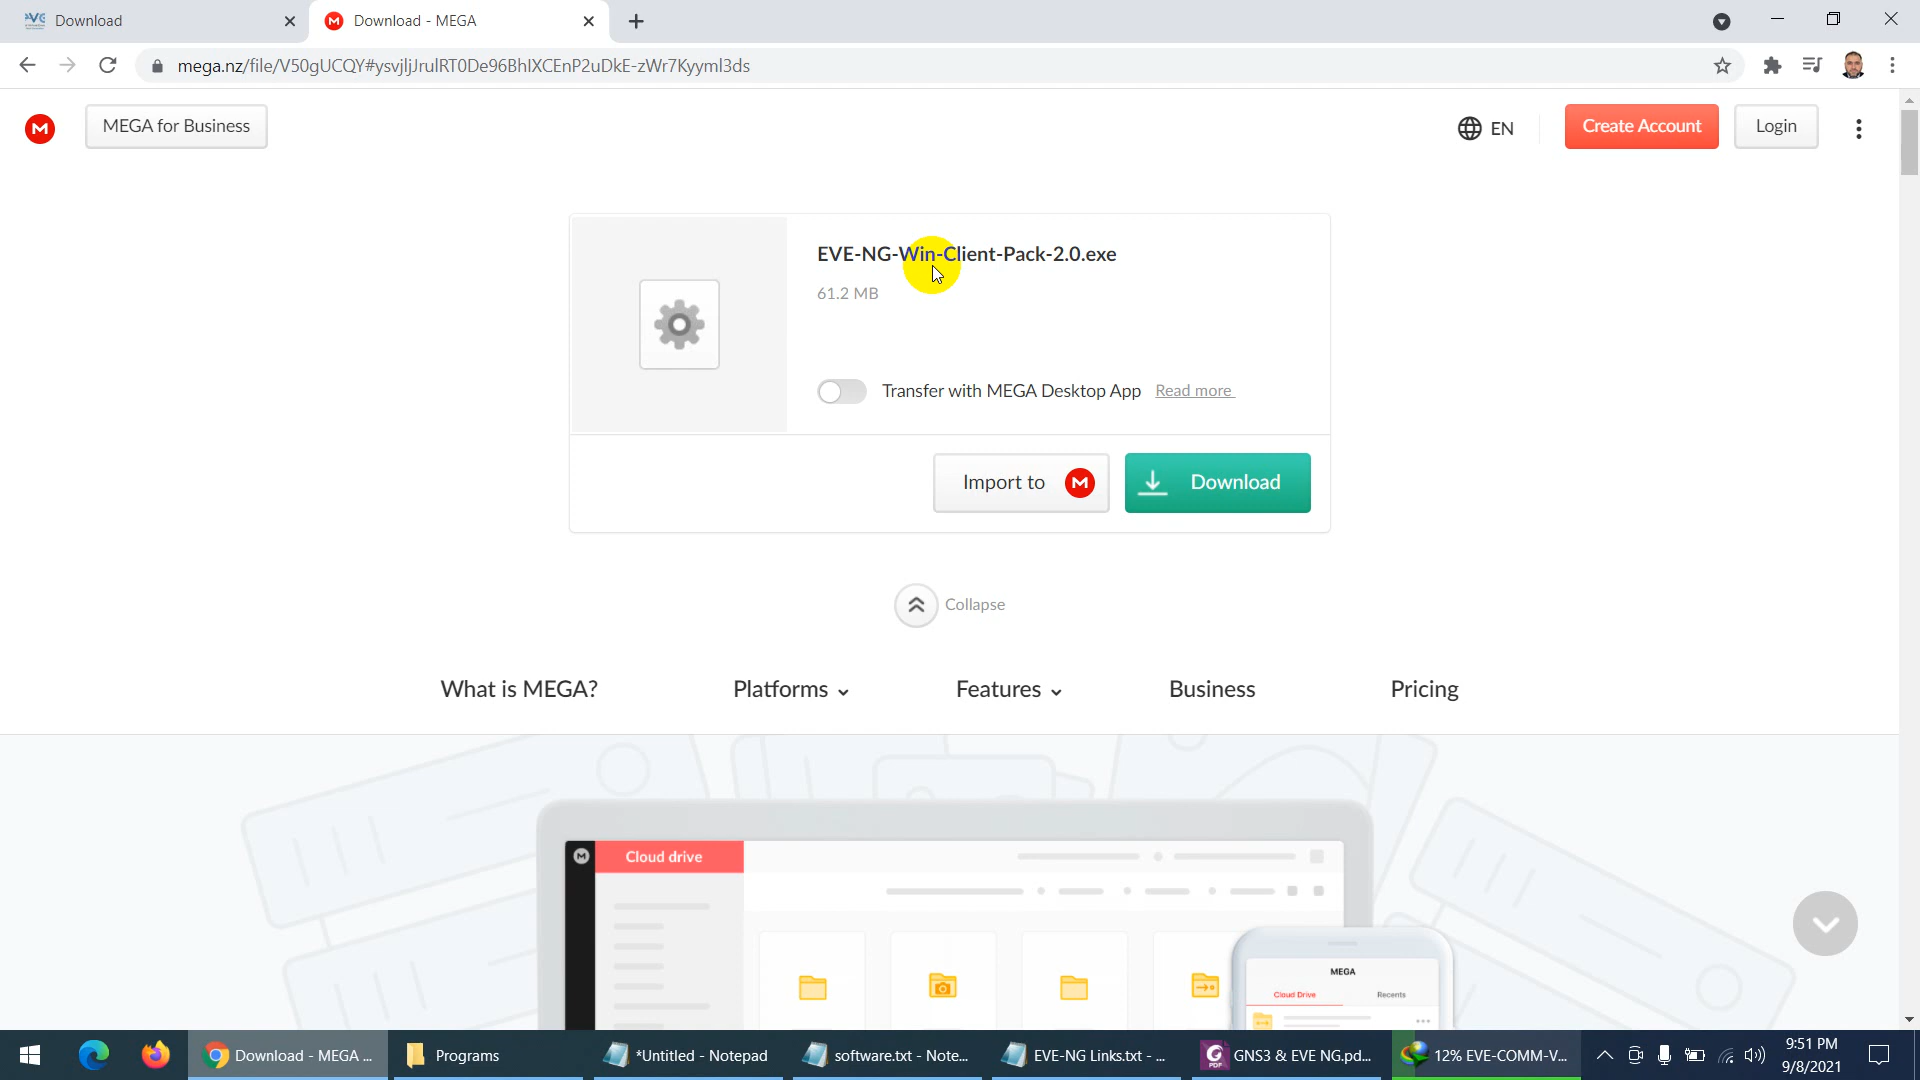 Download
Download - MEGA
mega.nz/file/V50gUCQY#ysvjljJrulRT0De96BhlXCEnP2uDkE-zWr7Kyyml3ds
MEGA for Business
EN
Create Account
Login
EVE-NG-Win-Client-Pack-2.0.exe
61.2 MB
Transfer with MEGA Desktop App Read more
Import to
Download
Collapse
What is MEGA?
Platforms
Features
Business
Pricing
Cloud drive
MEGA
Cloud Drive
Recents
Download - MEGA ...
Programs
*Untitled - Notepad
software.txt - Note...
EVE-NG Links.txt - ...
GNS3 & EVE NG.pd...
12% EVE-COMM-V...
9:51 PM
9/8/2021